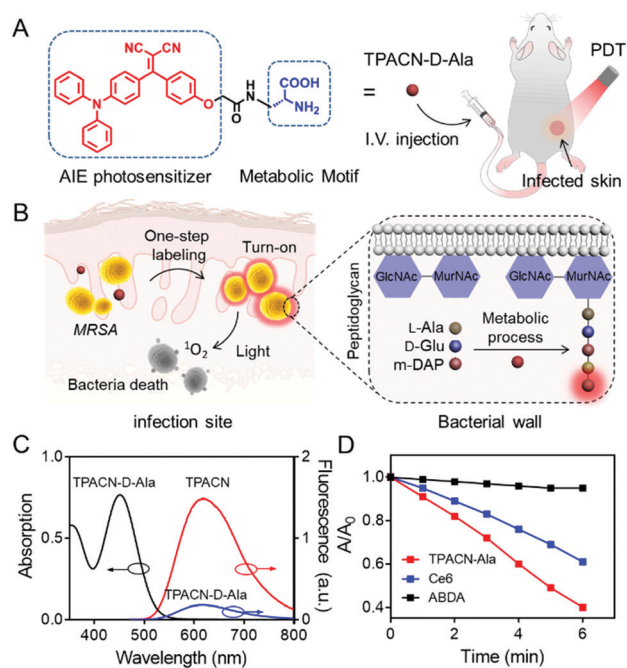 A
CN CN
N
O
O
N
H
COOH
NH2
AIE photosensitizer
Metabolic Motif
TPACN-D-Ala
=
I.V. injection
PDT
Infected skin
B
One-step
labeling
Turn-on
MRSA
¹O₂
Light
Bacteria death
infection site
Peptidoglycan
GlcNAc
MurNAc
GlcNAc
MurNAc
L-Ala
D-Glu
m-DAP
Metabolic
process
Bacterial wall
C
TPACN-D-Ala
TPACN
TPACN-D-Ala
1.0
0.5
0.0
Absorption
400 500 600 700 800
Wavelength (nm)
2
1
0
Fluorescence (a.u.)
D
1.0
0.8
0.6
0.4
A/A₀
TPACN-Ala
Ce6
ABDA
0 2 4 6
Time (min)